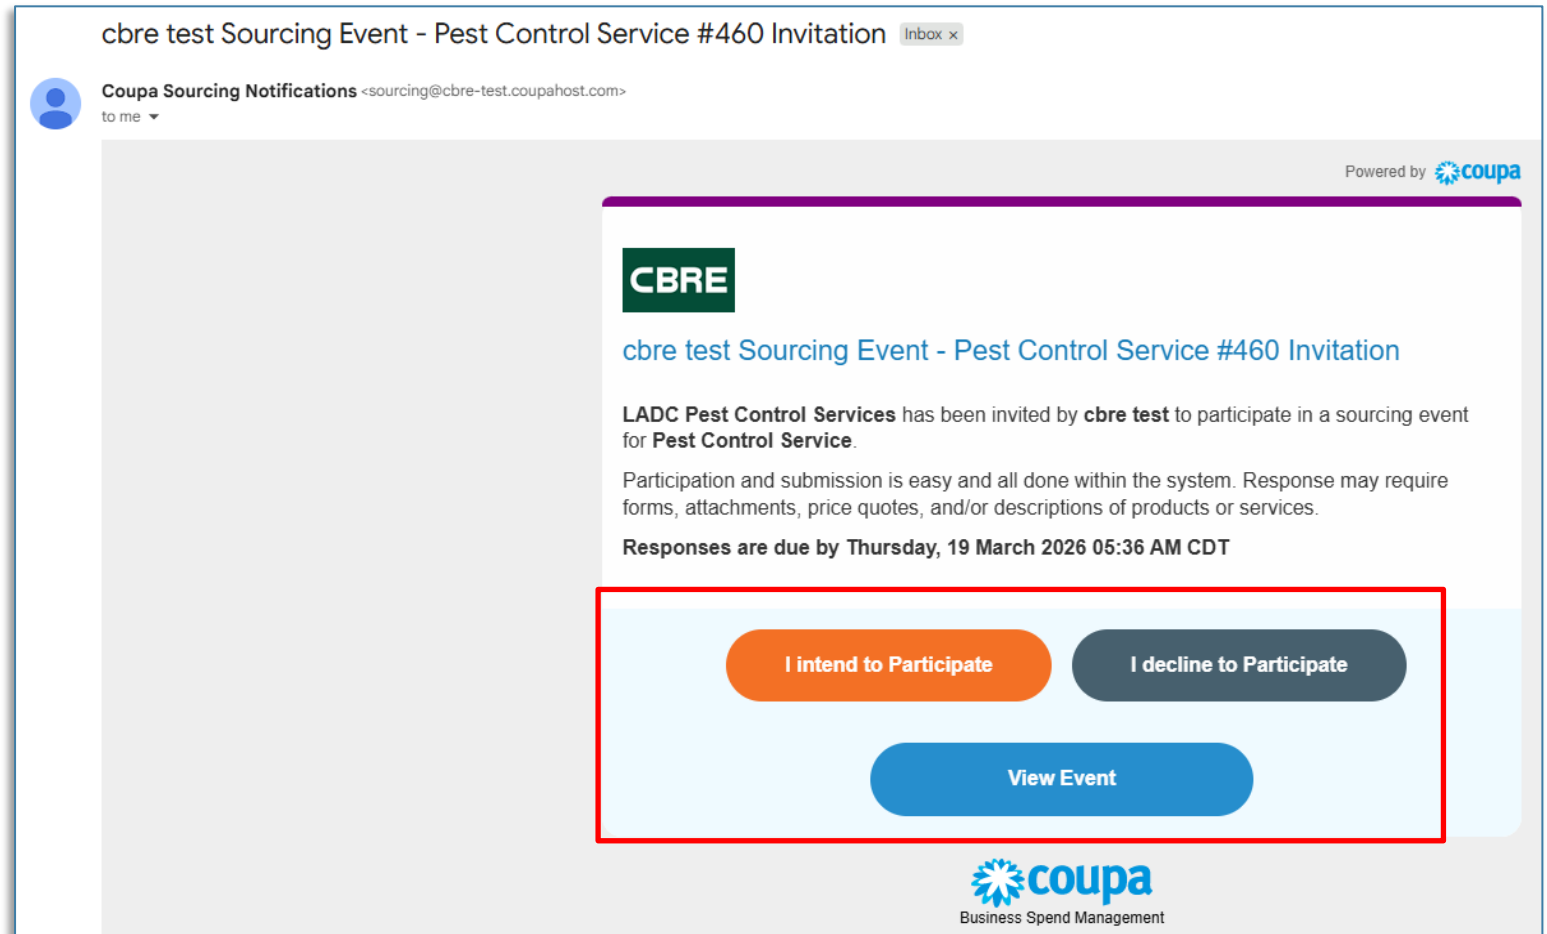 cbre test Sourcing Event - Pest Control Service #460 Invitation Inbox x
Coupa Sourcing Notifications <sourcing@cbre-test.coupahost.com>
to me
Powered by coupa
CBRE
cbre test Sourcing Event - Pest Control Service #460 Invitation
LADC Pest Control Services has been invited by cbre test to participate in a sourcing event
for Pest Control Service.
Participation and submission is easy and all done within the system. Response may require
forms, attachments, price quotes, and/or descriptions of products or services.
Responses are due by Thursday, 19 March 2026 05:36 AM CDT
I intend to Participate I decline to Participate
View Event
coupa
Business Spend Management